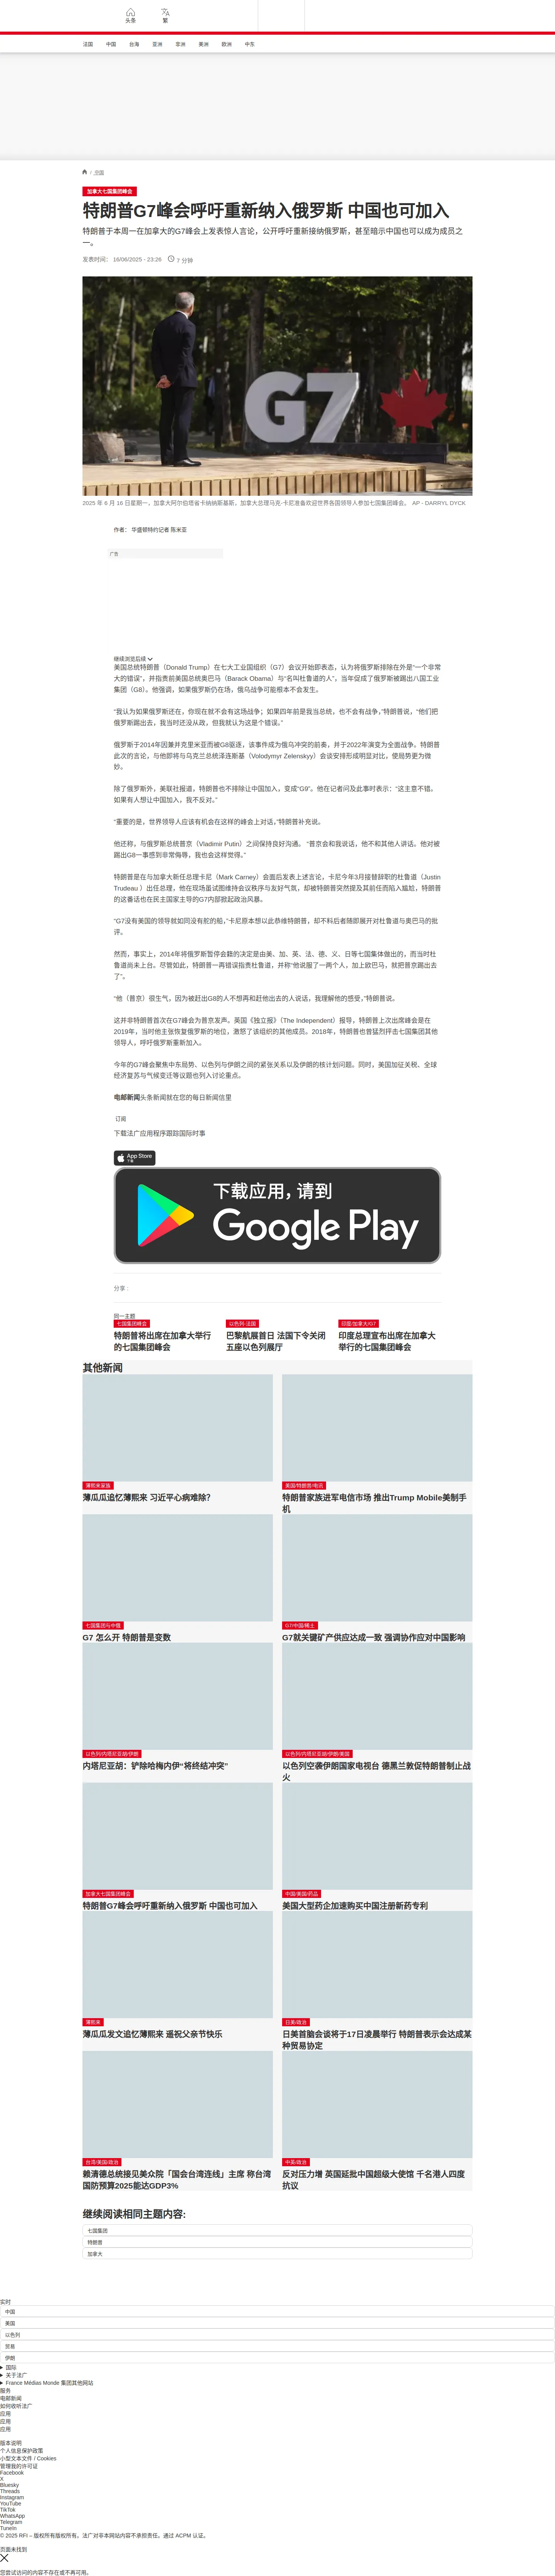 头条
繁
法国
中国
台海
亚洲
非洲
美洲
欧洲
中东
/ 中国
加拿大七国集团峰会
特朗普G7峰会呼吁重新纳入俄罗斯 中国也可加入
特朗普于本周一在加拿大的G7峰会上发表惊人言论，公开呼吁重新接纳俄罗斯，甚至暗示中国也可以成为成员之
一。
发表时间： 16/06/2025 - 23:26 7 分钟
G7
2025 年 6 月 16 日星期一，加拿大阿尔伯塔省卡纳纳斯基斯，加拿大总理马克·卡尼准备欢迎世界各国领导人参加七国集团峰会。 AP - DARRYL DYCK
作者： 华盛顿特约记者 陈米亚
广告
继续浏览后续
美国总统特朗普（Donald Trump）在七大工业国组织（G7）会议开始即表态，认为将俄罗斯排除在外是“一个非常
大的错误”，并指责前美国总统奥巴马（Barack Obama）与“名叫杜鲁道的人”，当年促成了俄罗斯被踢出八国工业
集团（G8）。他强调，如果俄罗斯仍在场，俄乌战争可能根本不会发生。
“我认为如果俄罗斯还在，你现在就不会有这场战争；如果四年前是我当总统，也不会有战争，”特朗普说，“他们把
俄罗斯踢出去，我当时还没从政，但我就认为这是个错误。”
俄罗斯于2014年因兼并克里米亚而被G8驱逐，该事件成为俄乌冲突的前奏，并于2022年演变为全面战争。特朗普
此次的言论，与他即将与乌克兰总统泽连斯基（Volodymyr Zelenskyy）会谈安排形成明显对比，使局势更为微
妙。
除了俄罗斯外，美联社报道，特朗普也不排除让中国加入，变成“G9”。他在记者问及此事时表示：“这主意不错。
如果有人想让中国加入，我不反对。”
“重要的是，世界领导人应该有机会在这样的峰会上对话，”特朗普补充说。
他还称，与俄罗斯总统普京（Vladimir Putin）之间保持良好沟通。 “普京会和我说话，他不和其他人讲话。他对被
踢出G8一事感到非常侮辱，我也会这样觉得。”
特朗普是在与加拿大新任总理卡尼（Mark Carney）会面后发表上述言论，卡尼今年3月接替辞职的杜鲁道（Justin
Trudeau ）出任总理，他在现场虽试图维持会议秩序与友好气氛，却被特朗普突然提及其前任而陷入尴尬，特朗普
的这番话也在民主国家主导的G7内部掀起政治风暴。
“G7没有美国的领导就如同没有舵的船，”卡尼原本想以此恭维特朗普，却不料后者随即展开对杜鲁道与奥巴马的批
评。
然而，事实上，2014年将俄罗斯暂停会籍的决定是由美、加、英、法、德、义、日等七国集体做出的，而当时杜
鲁道尚未上台。尽管如此，特朗普一再错误指责杜鲁道，并称“他说服了一两个人，加上欧巴马，就把普京踢出去
了”。
“他（普京）很生气，因为被赶出G8的人不想再和赶他出去的人说话，我理解他的感受，”特朗普说。
这并非特朗普首次在G7峰会为普京发声。英国《独立报》（The Independent）报导，特朗普上次出席峰会是在
2019年，当时他主张恢复俄罗斯的地位，激怒了该组织的其他成员。2018年，特朗普也曾猛烈抨击七国集团其他
领导人，呼吁俄罗斯重新加入。
今年的G7峰会聚焦中东局势、以色列与伊朗之间的紧张关系以及伊朗的核计划问题。同时，美国加征关税、全球
经济复苏与气候变迁等议题也列入讨论重点。
电邮新闻头条新闻就在您的每日新闻信里
订阅
下载法广应用程序跟踪国际时事
App Store
下载
下载应用，请到
Google Play
分享 :
同一主题
七国集团峰会
特朗普将出席在加拿大举行
的七国集团峰会
以色列-法国
巴黎航展首日 法国下令关闭
五座以色列展厅
印度/加拿大/G7
印度总理宣布出席在加拿大
举行的七国集团峰会
其他新闻
薄熙来家族
薄瓜瓜追忆薄熙来 习近平心病难除?
美国/特朗普/电讯
特朗普家族进军电信市场 推出Trump Mobile美制手
机
七国集团与中俄
G7 怎么开 特朗普是变数
G7/中国/稀土
G7就关键矿产供应达成一致 强调协作应对中国影响
以色列/内塔尼亚胡/伊朗
内塔尼亚胡：铲除哈梅内伊“将终结冲突”
以色列/内塔尼亚胡/伊朗/美国
以色列空袭伊朗国家电视台 德黑兰敦促特朗普制止战
火
加拿大七国集团峰会
特朗普G7峰会呼吁重新纳入俄罗斯 中国也可加入
中国/美国/药品
美国大型药企加速购买中国注册新药专利
薄熙来
薄瓜瓜发文追忆薄熙来 遥祝父亲节快乐
日美/政治
日美首脑会谈将于17日凌晨举行 特朗普表示会达成某
种贸易协定
台湾/美国/政治
赖清德总统接见美众院「国会台湾连线」主席 称台湾
国防预算2025能达GDP3%
中英/政治
反对压力增 英国延批中国超级大使馆 千名港人四度
抗议
继续阅读相同主题内容:
七国集团
特朗普
加拿大
实时
中国
美国
以色列
贸易
伊朗
国际
关于法广
France Médias Monde 集团其他网站
服务
电邮新闻
如何收听法广
应用
应用
应用
版本说明
个人信息保护政策
小型文本文件 / Cookies
管理我的许可证
Facebook
X
Bluesky
Threads
Instagram
YouTube
TikTok
WhatsApp
Telegram
TuneIn
© 2025 RFI – 版权所有版权所有。法广对非本网站内容不承担责任。通过 ACPM 认证。
页面未找到
您尝试访问的内容不存在或不再可用。